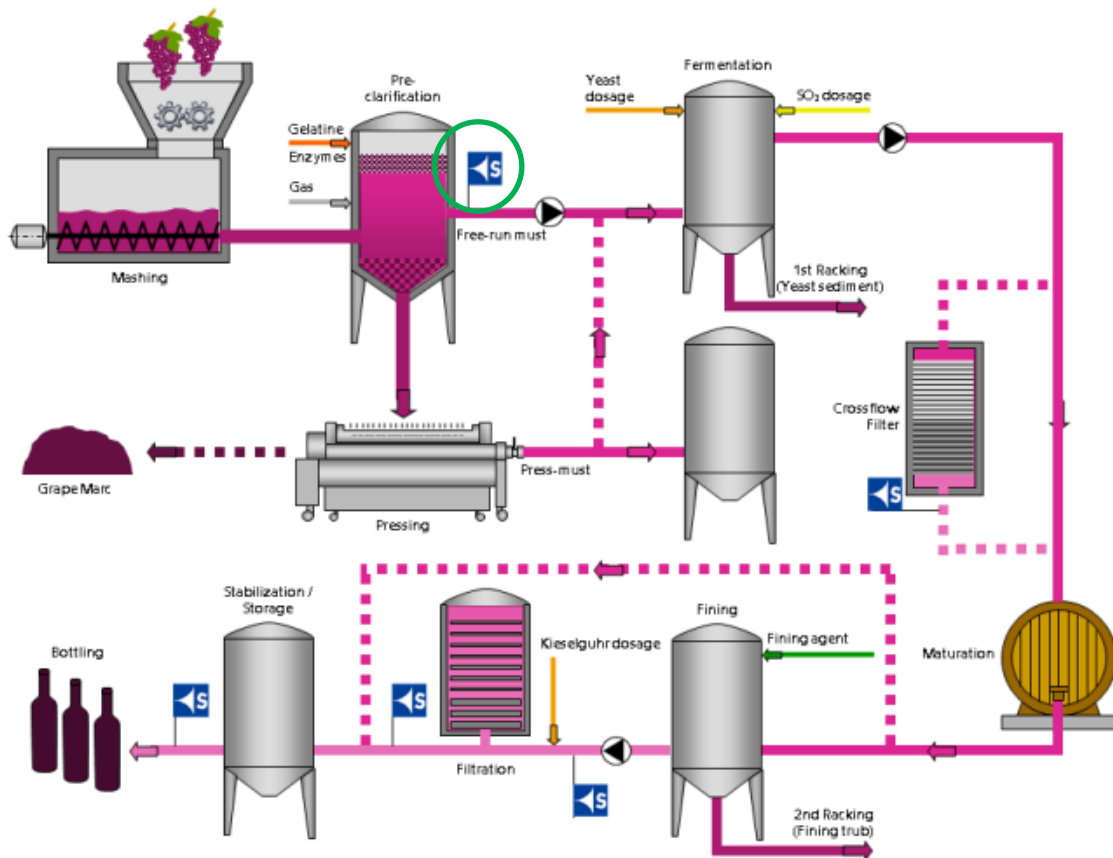 Pre-
clarification
Fermentation
Yeast
dosage
SO₂ dosage
Gelatine
Enzymes
Gas
S
Free-run must
Mashing
1st Racking
(Yeast sediment)
Crossflow
Filter
S
Grape Marc
Press-must
Pressing
Stabilization /
Storage
Fining
Bottling
Kieselguhr dosage
Fining agent
Maturation
S
S
Filtration
S
2nd Racking
(Fining trub)